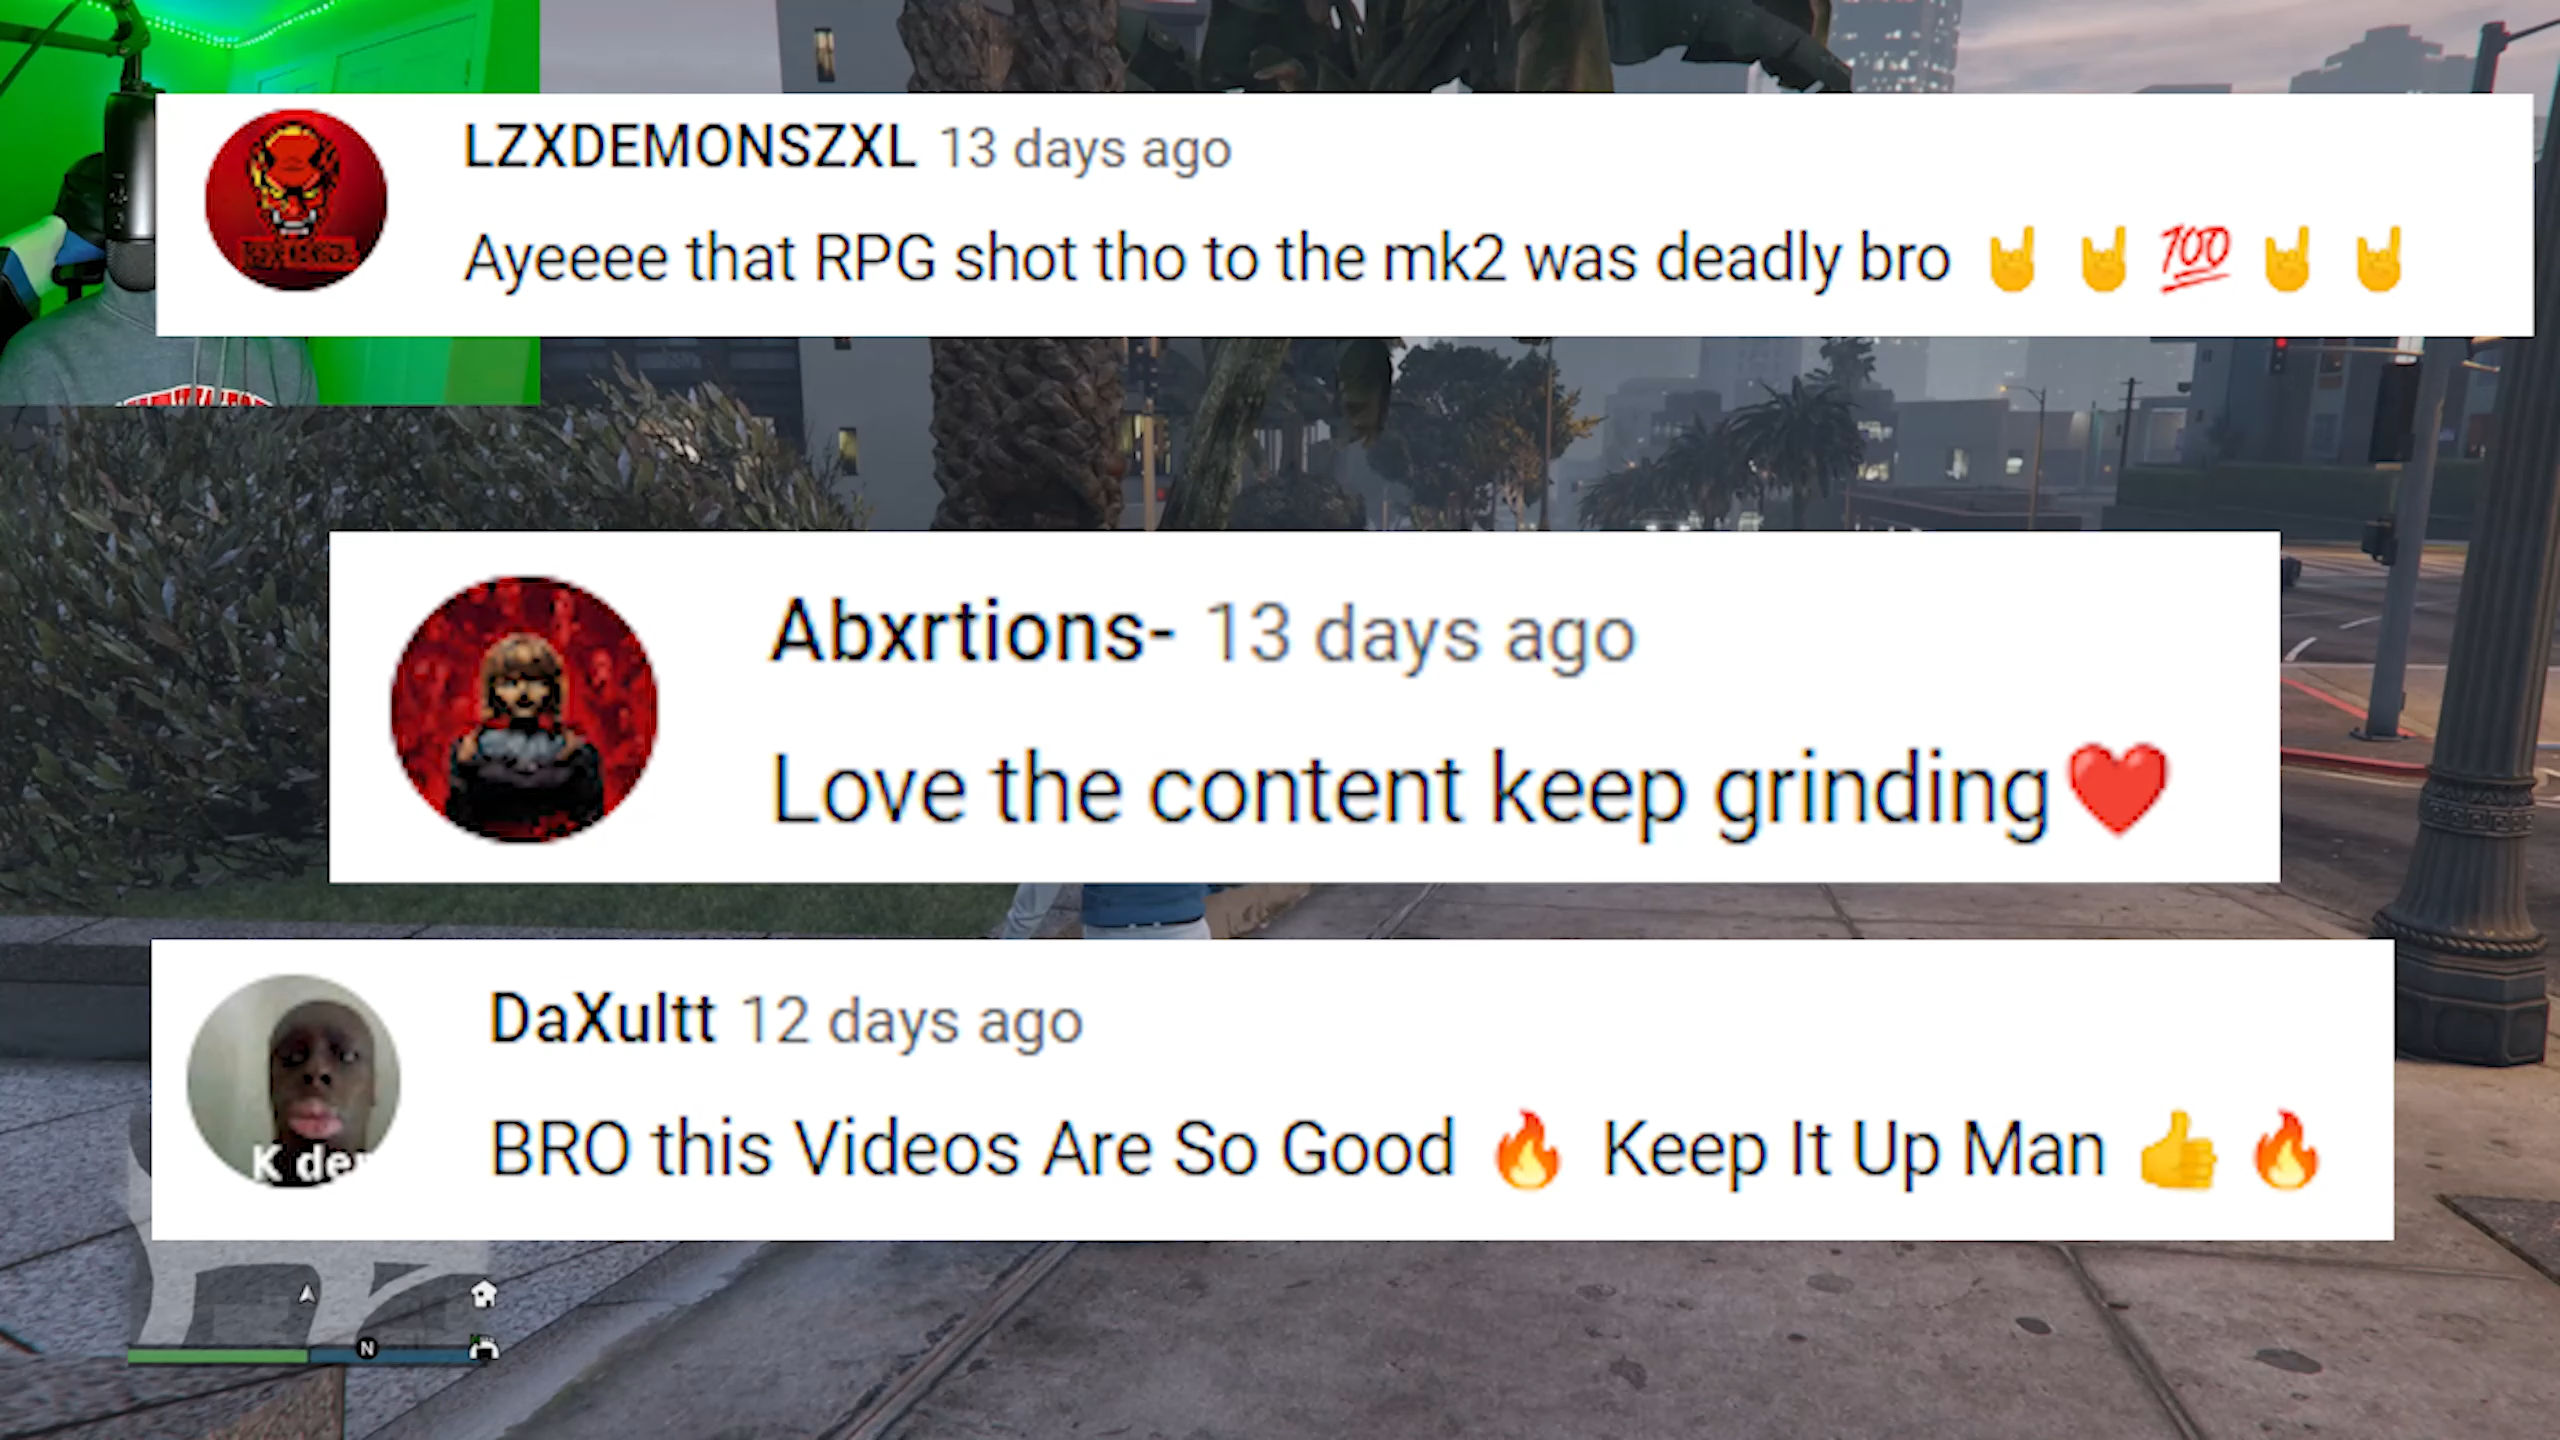 LZXDEMONSZXL 13 days ago
Ayeeee that RPG shot tho to the mk2 was deadly bro 🤘 🤘 💯 🤘 🤘
Abxrtions- 13 days ago
Love the content keep grinding❤️
DaXultt 12 days ago
BRO this Videos Are So Good 🔥 Keep It Up Man 👍 🔥
K de
N